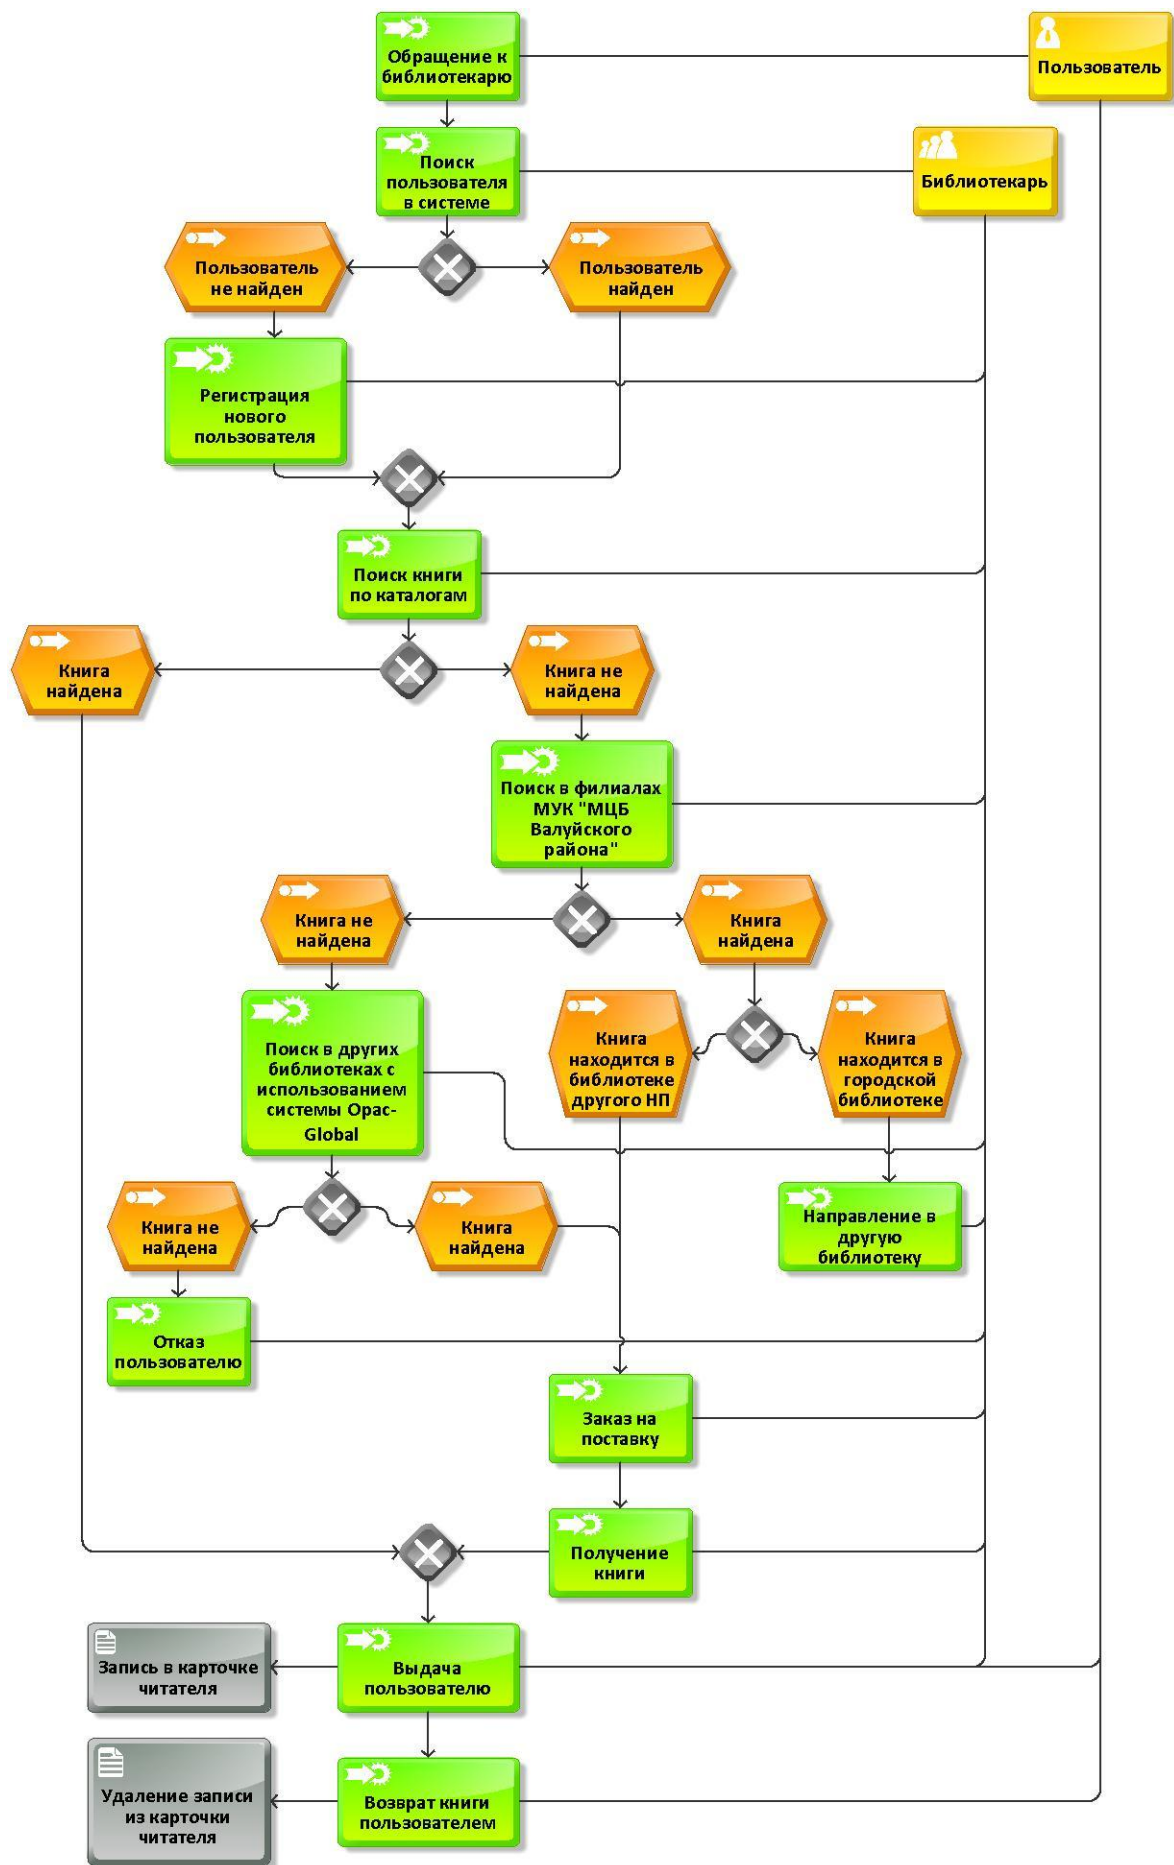 Обращение к
библиотекарю
Пользователь
Поиск
пользователя
в системе
Библиотекарь
Пользователь
не найден
Пользователь
найден
Регистрация
нового
пользователя
Поиск книги
по каталогам
Книга
найдена
Книга не
найдена
Поиск в филиалах
МУК "МЦБ
Валуйского
района"
Книга не
найдена
Книга
найдена
Поиск в других
библиотеках с
использованием
системы Opac-
Global
Книга
находится в
библиотеке
другого НП
Книга
находится в
городской
библиотеке
Книга не
найдена
Книга
найдена
Направление в
другую
библиотеку
Отказ
пользователю
Заказ на
поставку
Получение
книги
Запись в карточке
читателя
Выдача
пользователю
Удаление записи
из карточки
читателя
Возврат книги
пользователем